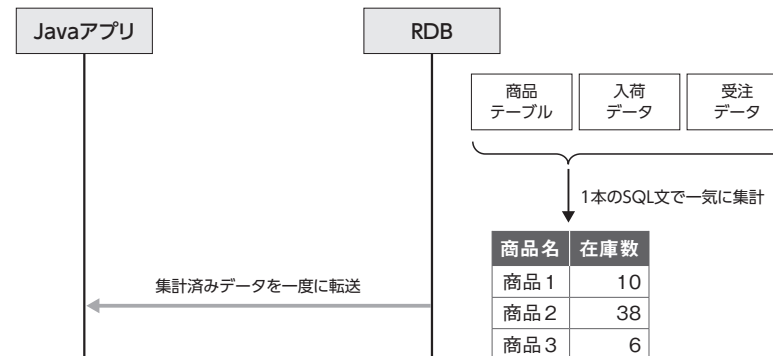 Javaアプリ
RDB
商品
テーブル
入荷
データ
受注
データ
1本のSQL文で一気に集計
商品名 在庫数
商品1 10
商品2 38
商品3 6
集計済みデータを一度に転送